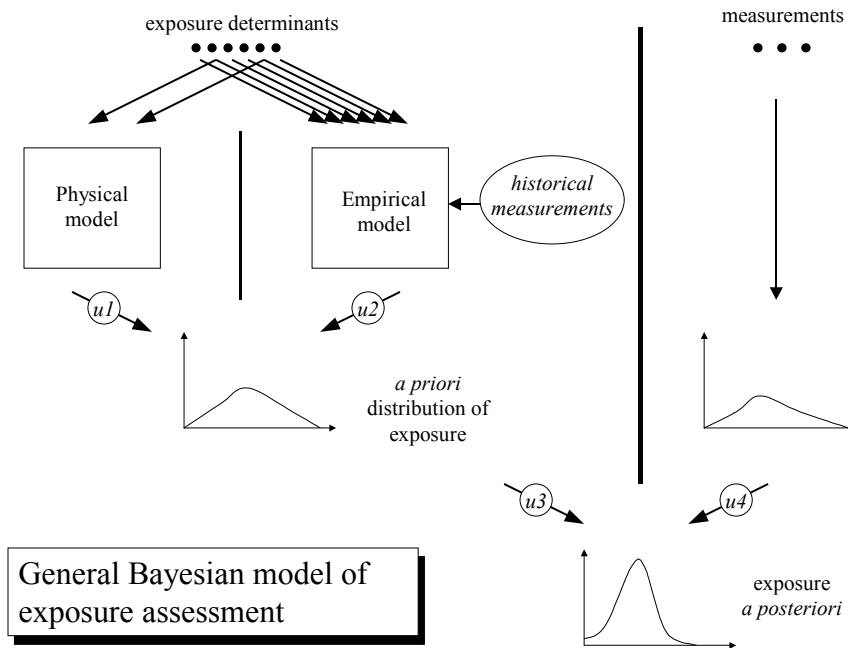 exposure determinants
measurements
Physical
model
Empirical
model
historical
measurements
u1
u2
a priori
distribution of
exposure
u3
u4
General Bayesian model of
exposure assessment
exposure
a posteriori